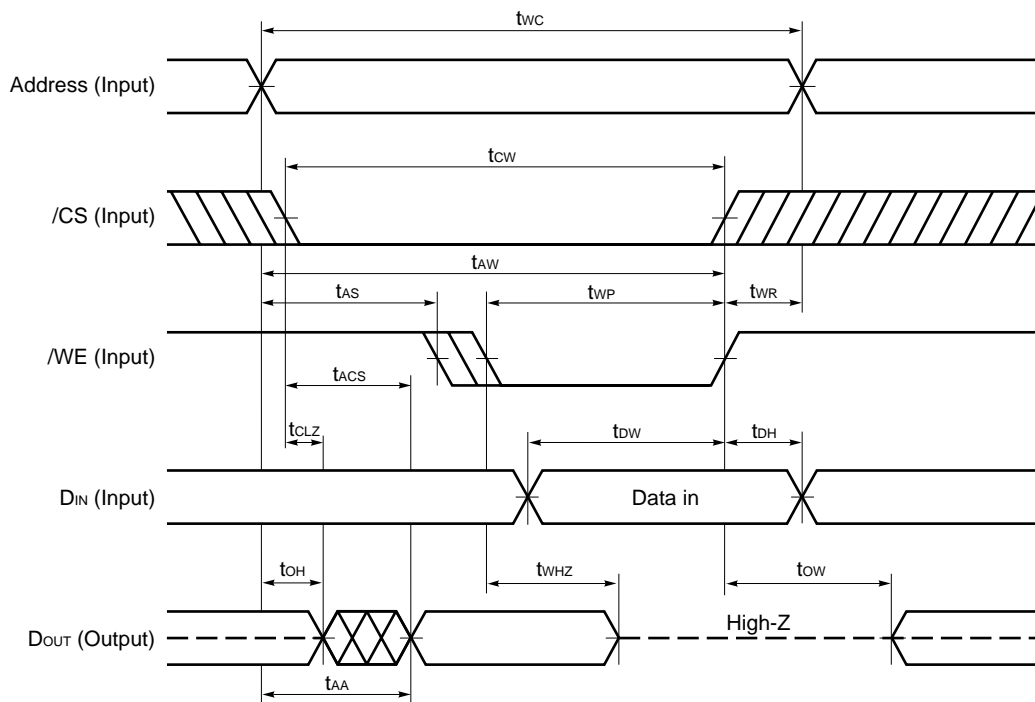 tWC
Address (Input)
tCW
/CS (Input)
tAW
tAS
tWP
tWR
/WE (Input)
tACS
tCLZ
tDW
tDH
DIN (Input)
Data in
tOH
tWHZ
tOW
High-Z
DOUT (Output)
tAA